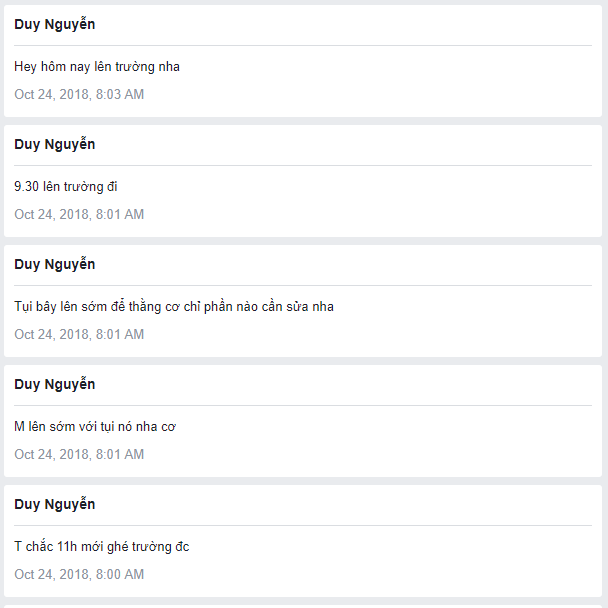 Duy Nguyễn
Hey hôm nay lên trường nha
Oct 24, 2018, 8:03 AM
Duy Nguyễn
9.30 lên trường đi
Oct 24, 2018, 8:01 AM
Duy Nguyễn
Tụi bây lên sớm để thằng cơ chỉ phần nào cần sửa nha
Oct 24, 2018, 8:01 AM
Duy Nguyễn
M lên sớm với tụi nó nha cơ
Oct 24, 2018, 8:01 AM
Duy Nguyễn
T chắc 11h mới ghé trường đc
Oct 24, 2018, 8:00 AM